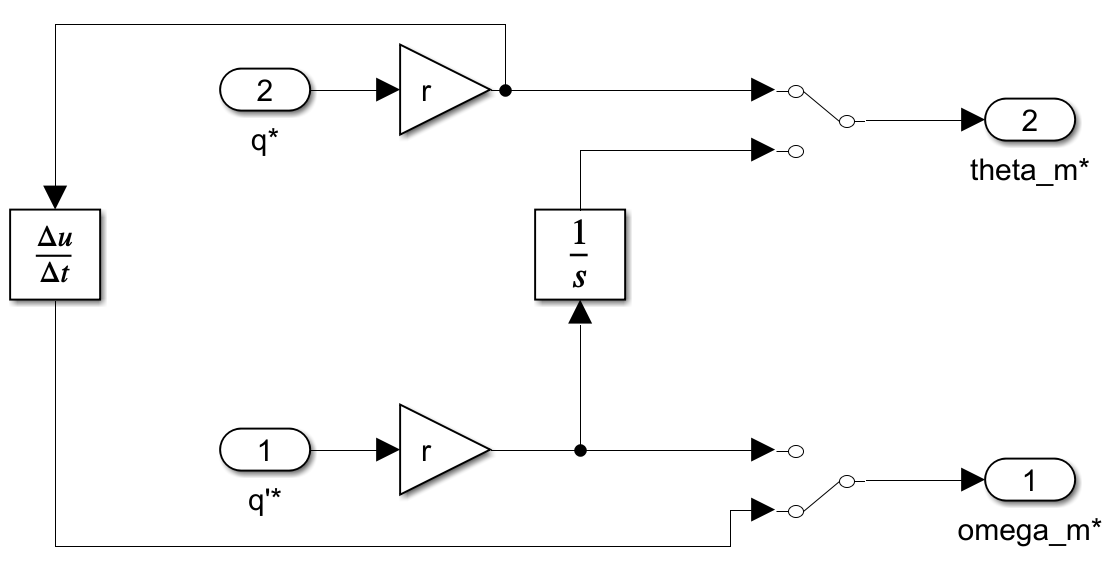 2
q*
r
2
theta_m*
Δu
Δt
1
s
1
q'*
r
1
omega_m*